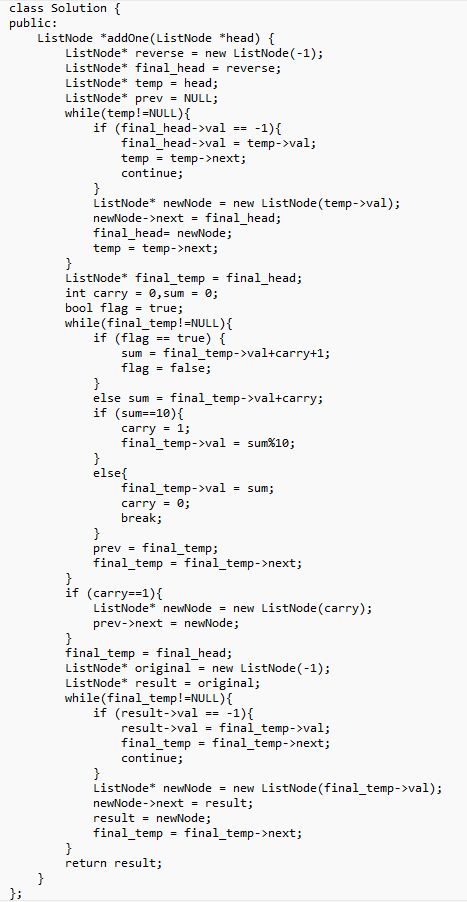 class Solution {
public:
    ListNode *addOne(ListNode *head) {
        ListNode* reverse = new ListNode(-1);
        ListNode* final_head = reverse;
        ListNode* temp = head;
        ListNode* prev = NULL;
        while(temp!=NULL){
            if (final_head->val == -1){
                final_head->val = temp->val;
                temp = temp->next;
                continue;
            }
            ListNode* newNode = new ListNode(temp->val);
            newNode->next = final_head;
            final_head= newNode;
            temp = temp->next;
        }
        ListNode* final_temp = final_head;
        int carry = 0,sum = 0;
        bool flag = true;
        while(final_temp!=NULL){
            if (flag == true) {
                sum = final_temp->val+carry+1;
                flag = false;
            }
            else sum = final_temp->val+carry;
            if (sum==10){
                carry = 1;
                final_temp->val = sum%10;
            }
            else{
                final_temp->val = sum;
                carry = 0;
                break;
            }
            prev = final_temp;
            final_temp = final_temp->next;
        }
        if (carry==1){
            ListNode* newNode = new ListNode(carry);
            prev->next = newNode;
        }
        final_temp = final_head;
        ListNode* original = new ListNode(-1);
        ListNode* result = original;
        while(final_temp!=NULL){
            if (result->val == -1){
                result->val = final_temp->val;
                final_temp = final_temp->next;
                continue;
            }
            ListNode* newNode = new ListNode(final_temp->val);
            newNode->next = result;
            result = newNode;
            final_temp = final_temp->next;
        }
        return result;
    }
};